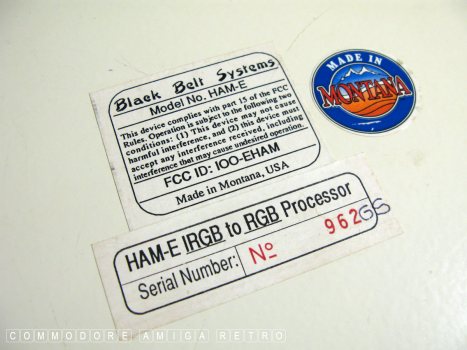 Black Belt Systems
Model No. HAM-E
This device complies with part 15 of the FCC
Rules. Operation is subject to the following two
conditions: (1) This device may not cause
harmful interference, and (2) this device must
accept any interference received, including
interference that may cause undesired operation.
FCC ID: IOO-EHAM
Made in Montana, USA
MADE IN
MONTANA
HAM-E IRGB to RGB Processor
Serial Number: No 962GS
COMMODORE AMIGA RETRO